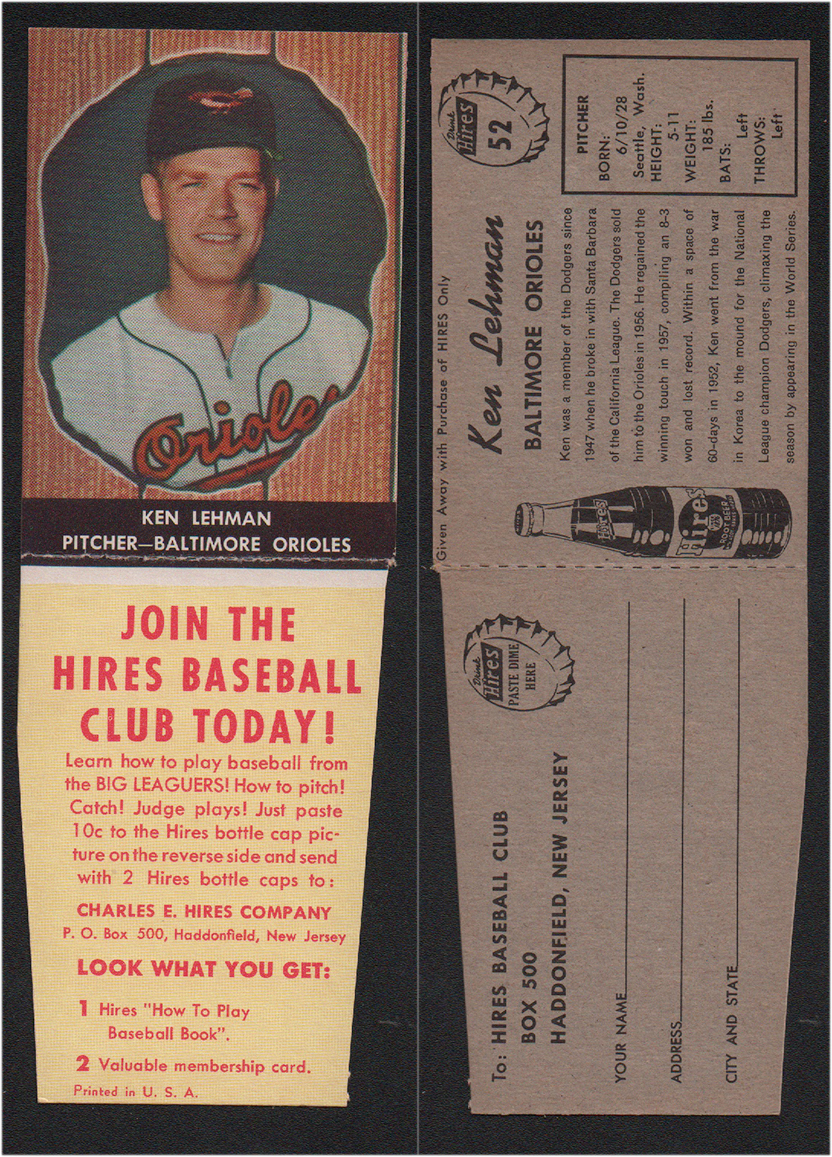 Orioles
KEN LEHMAN
PITCHER—BALTIMORE ORIOLES
JOIN THE
HIRES BASEBALL
CLUB TODAY!
Learn how to play baseball from
the BIG LEAGUERS! How to pitch!
Catch! Judge plays! Just paste
10c to the Hires bottle cap pic-
ture on the reverse side and send
with 2 Hires bottle caps to:
CHARLES E. HIRES COMPANY
P. O. Box 500, Haddonfield, New Jersey
LOOK WHAT YOU GET:
1 Hires "How To Play
Baseball Book".
2 Valuable membership card.
Printed in U. S. A.
Given Away with Purchase of HIRES Only
Drink
Hires
52
Ken Lehman
BALTIMORE ORIOLES
PITCHER
BORN:
6/10/28
Seattle, Wash.
HEIGHT:
5-11
WEIGHT:
185 lbs.
BATS:
Left
THROWS:
Left
Ken was a member of the Dodgers since
1947 when he broke in with Santa Barbara
of the California League. The Dodgers sold
him to the Orioles in 1956. He regained the
winning touch in 1957, compiling an 8-3
won and lost record. Within a space of
60-days in 1952, Ken went from the war
in Korea to the mound for the National
League champion Dodgers, climaxing the
season by appearing in the World Series.
Hires
Hires
ROOT BEER
Drink
Hires
PASTE DIME
HERE
To: HIRES BASEBALL CLUB
BOX 500
HADDONFIELD, NEW JERSEY
YOUR NAME
ADDRESS
CITY AND STATE